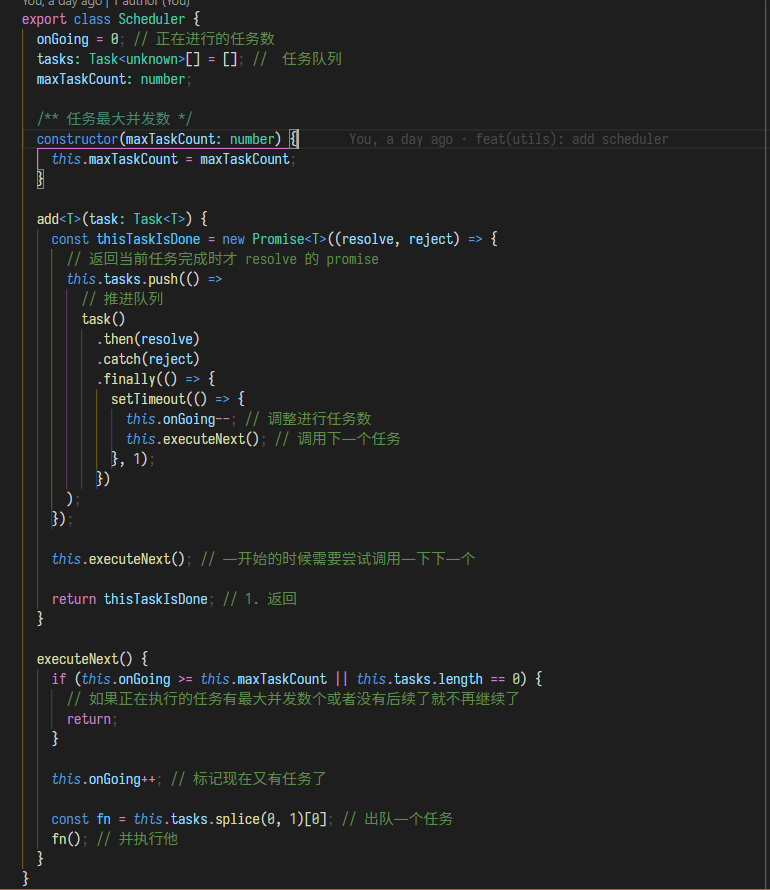 You, a day ago | 1 author (You)
export class Scheduler {
  onGoing = 0; // 正在进行的任务数
  tasks: Task<unknown>[] = []; //  任务队列
  maxTaskCount: number;

  /** 任务最大并发数 */
  constructor(maxTaskCount: number) {        You, a day ago · feat(utils): add scheduler
    this.maxTaskCount = maxTaskCount;
  }

  add<T>(task: Task<T>) {
    const thisTaskIsDone = new Promise<T>((resolve, reject) => {
      // 返回当前任务完成时才 resolve 的 promise
      this.tasks.push(() =>
        // 推进队列
        task()
          .then(resolve)
          .catch(reject)
          .finally(() => {
            setTimeout(() => {
              this.onGoing--; // 调整进行任务数
              this.executeNext(); // 调用下一个任务
            }, 1);
          })
      );
    });

    this.executeNext(); // 一开始的时候需要尝试调用一下下一个

    return thisTaskIsDone; // 1. 返回
  }

  executeNext() {
    if (this.onGoing >= this.maxTaskCount || this.tasks.length == 0) {
      // 如果正在执行的任务有最大并发数个或者没有后续了就不再继续了
      return;
    }

    this.onGoing++; // 标记现在又有任务了

    const fn = this.tasks.splice(0, 1)[0]; // 出队一个任务
    fn(); // 并执行他
  }
}